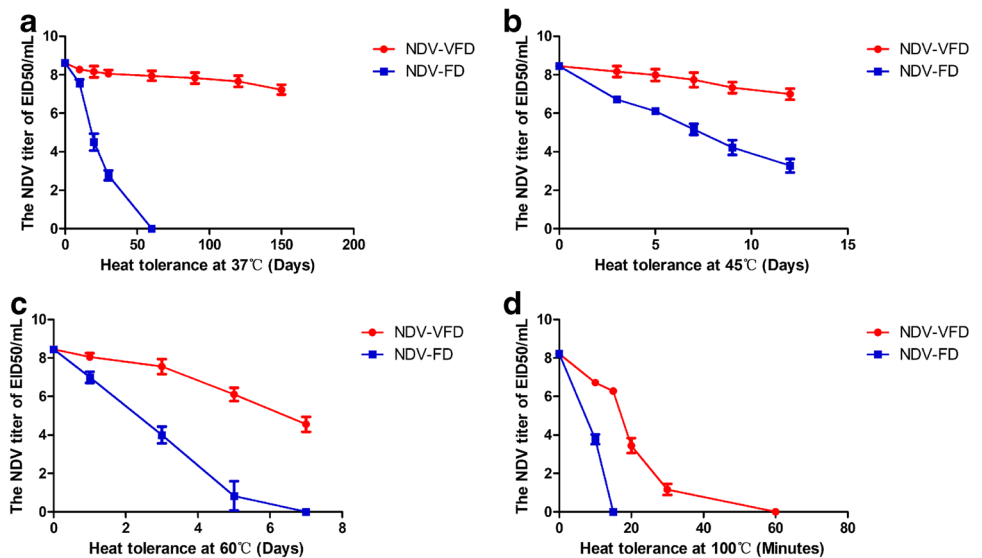 a
The NDV titer of EID50/mL
10
8
6
4
2
0
0 50 100 150 200
Heat tolerance at 37℃ (Days)
NDV-VFD
NDV-FD
b
The NDV titer of EID50/mL
10
8
6
4
2
0
0 5 10 15
Heat tolerance at 45℃ (Days)
NDV-VFD
NDV-FD
c
The NDV titer of EID50/mL
10
8
6
4
2
0
0 2 4 6 8
Heat tolerance at 60℃ (Days)
NDV-VFD
NDV-FD
d
The NDV titer of EID50/mL
10
8
6
4
2
0
0 20 40 60 80
Heat tolerance at 100℃ (Minutes)
NDV-VFD
NDV-FD